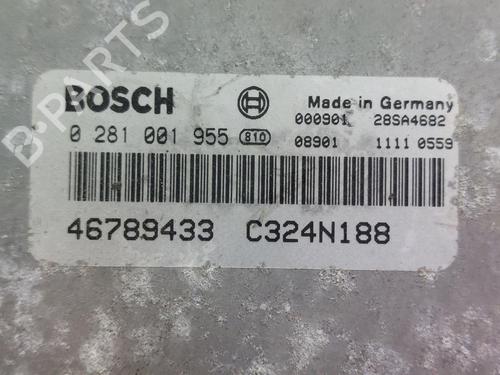 BOSCH
Made in Germany
000901 28SA4682
0 281 001 955 810
08901 1111 0559
46789433 C324N188
B-PARTS